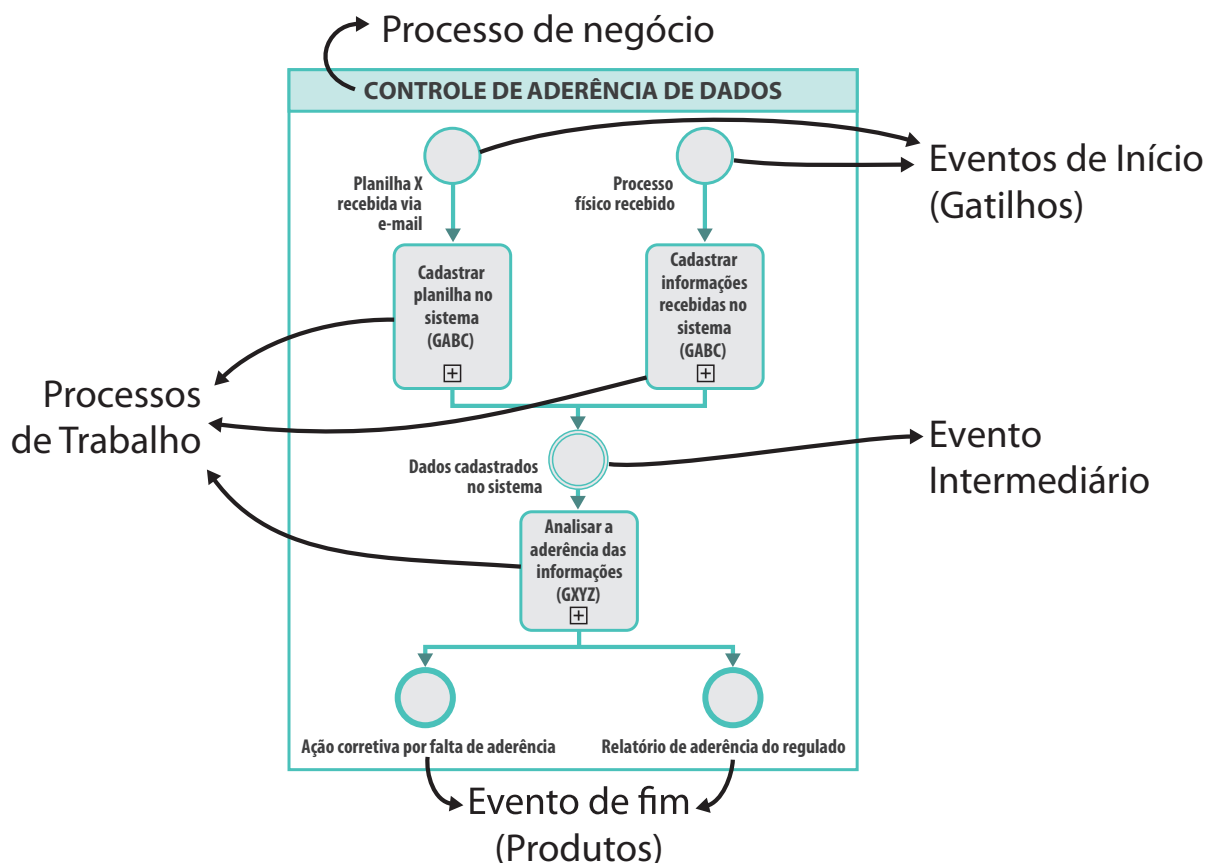 Processo de negócio
CONTROLE DE ADERÊNCIA DE DADOS
Planilha X
recebida via
e-mail
Processo
físico recebido
Eventos de Início
(Gatilhos)
Cadastrar
planilha no
sistema
(GABC)
Cadastrar
informações
recebidas no
sistema
(GABC)
Processos
de Trabalho
Dados cadastrados
no sistema
Evento
Intermediário
Analisar a
aderência das
informações
(GXYZ)
Ação corretiva por falta de aderência
Relatório de aderência do regulado
Evento de fim
(Produtos)